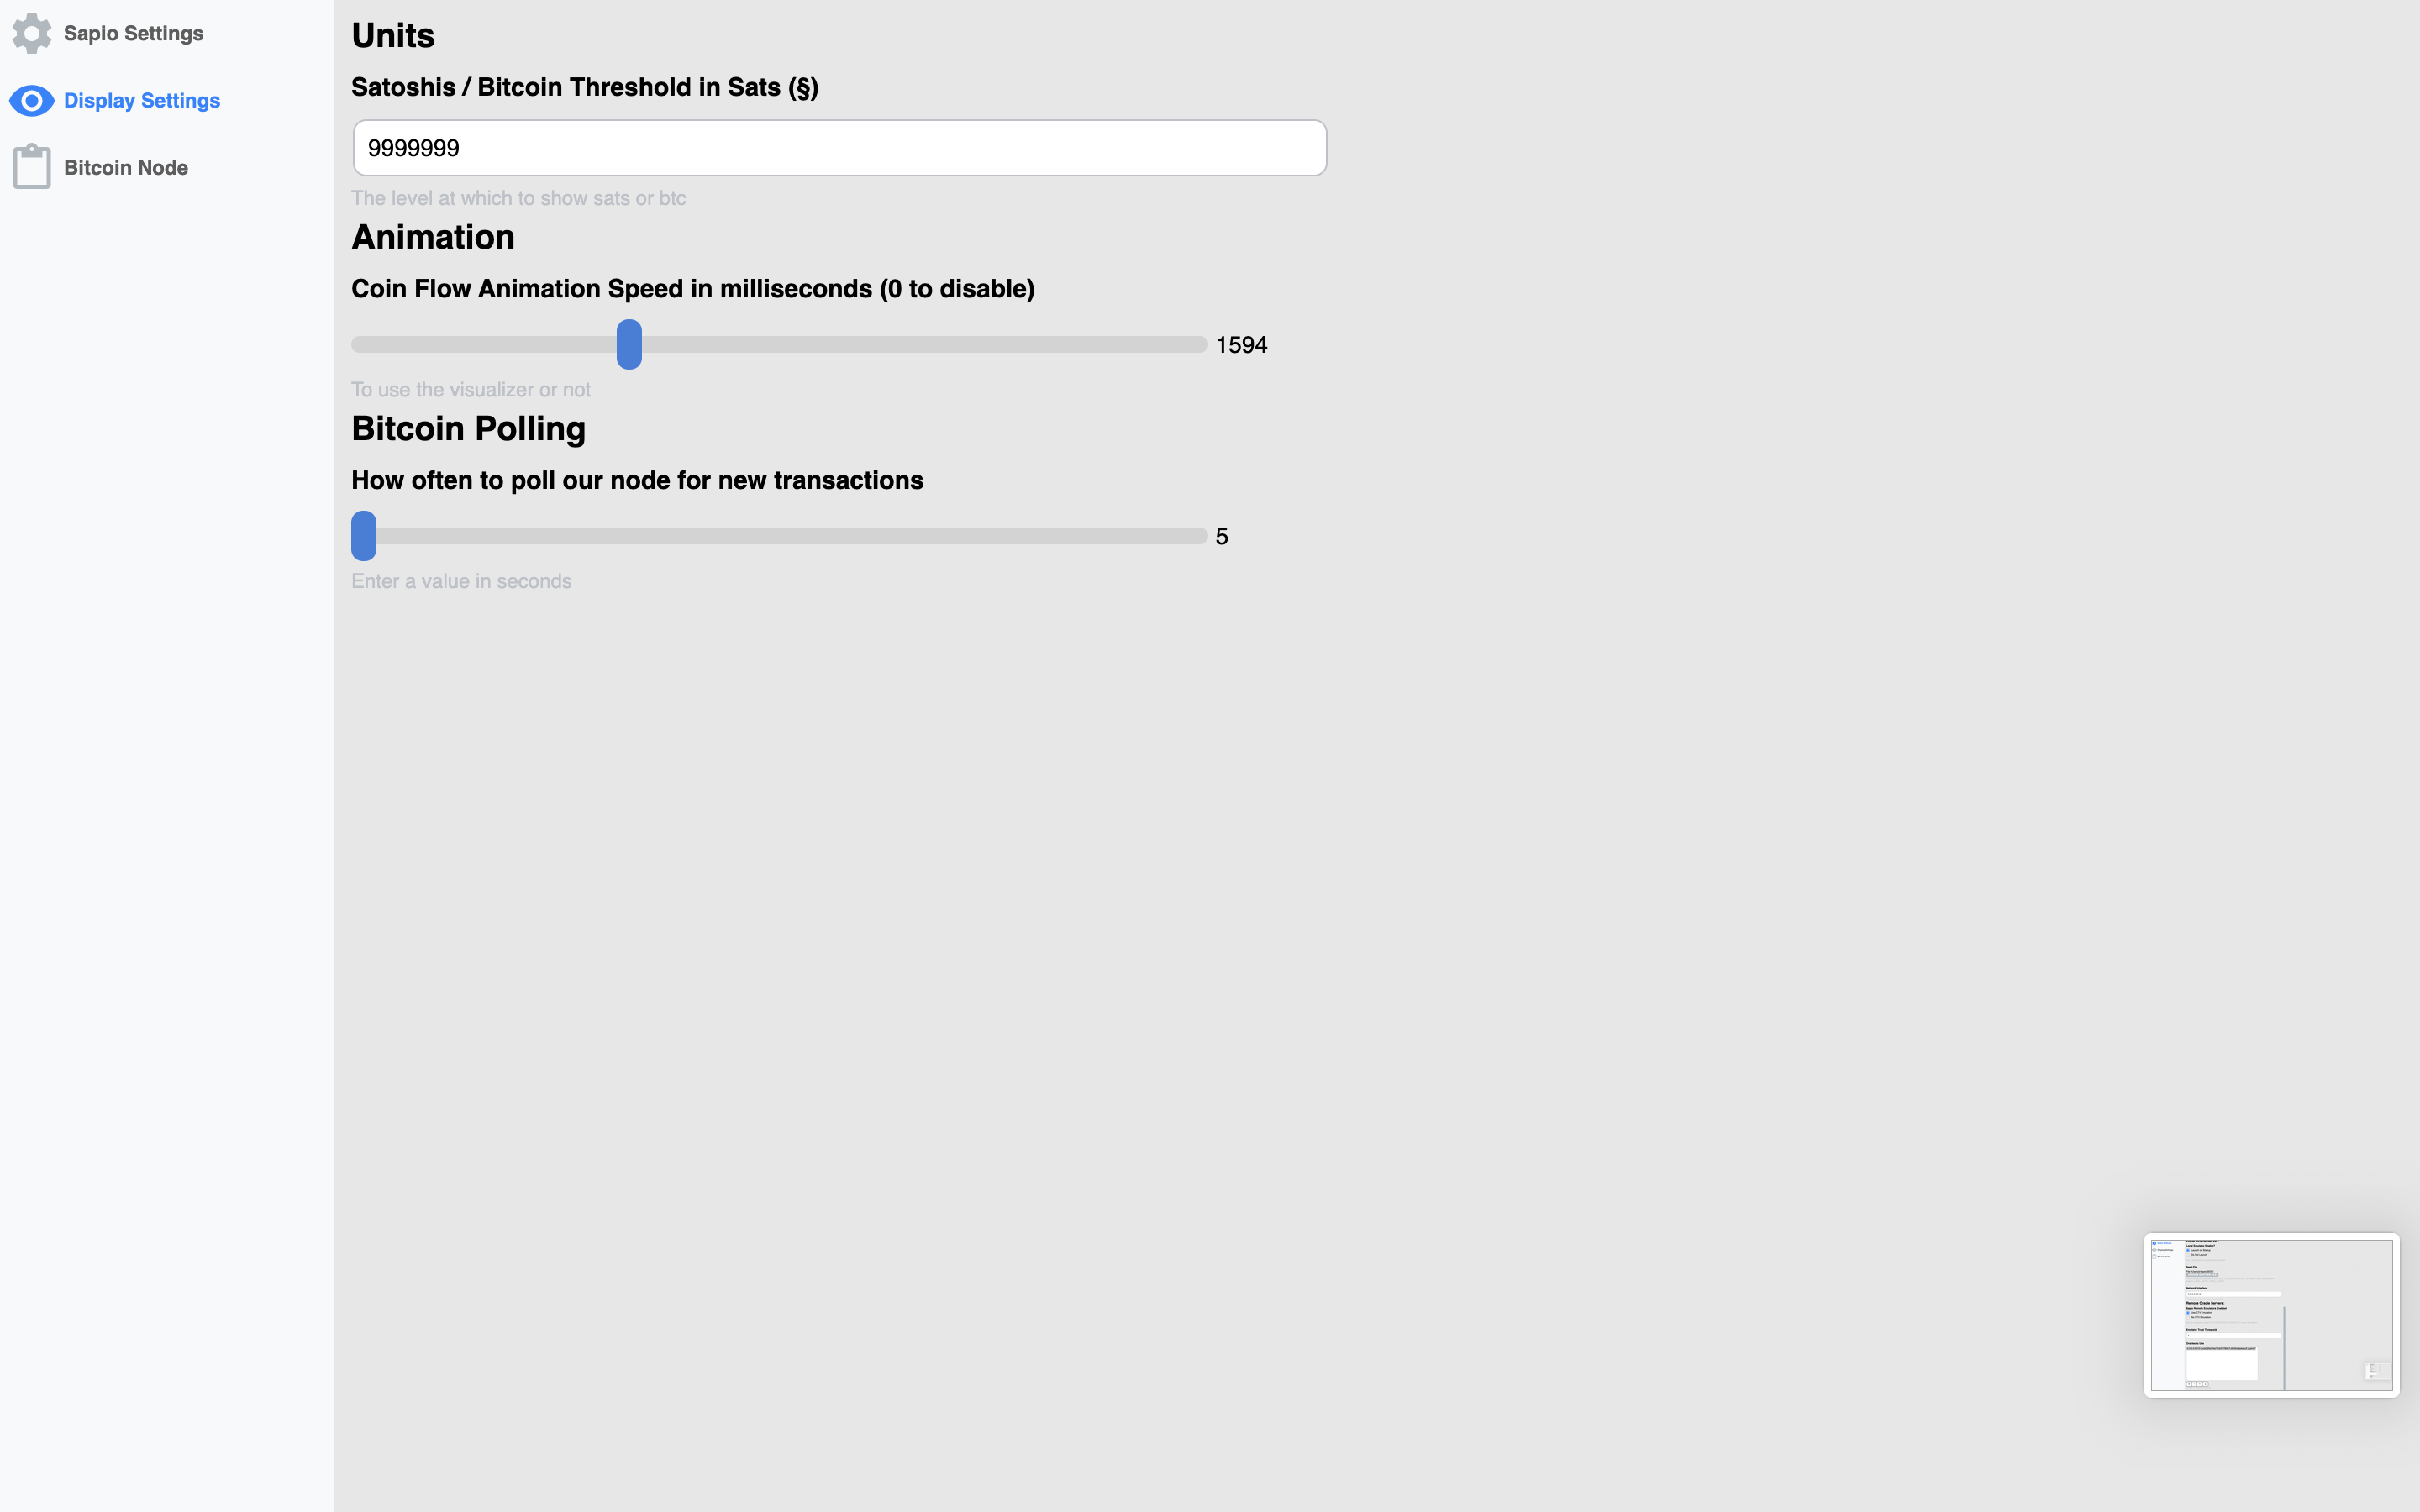 Sapio Settings
Display Settings
Bitcoin Node
Units
Satoshis / Bitcoin Threshold in Sats (§)
9999999
The level at which to show sats or btc
Animation
Coin Flow Animation Speed in milliseconds (0 to disable)
1594
To use the visualizer or not
Bitcoin Polling
How often to poll our node for new transactions
5
Enter a value in seconds